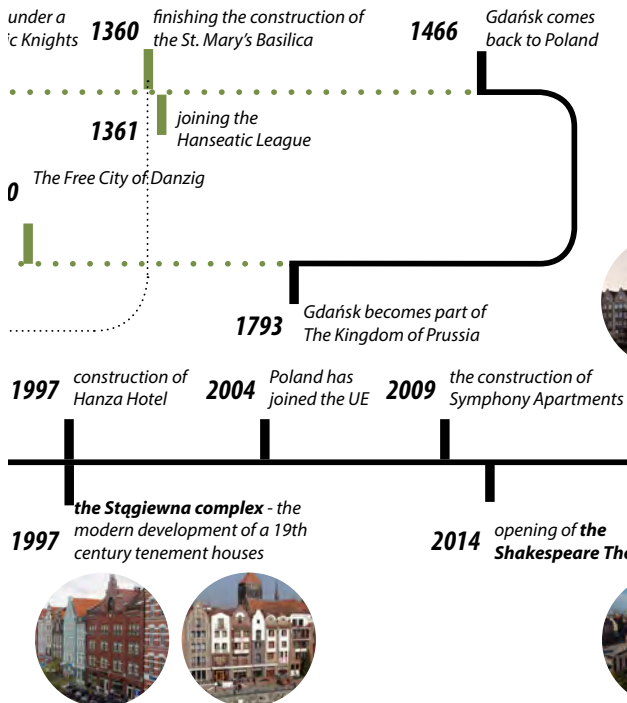 under a
ic Knights
1360
finishing the construction of
the St. Mary's Basilica
1466
Gdańsk comes
back to Poland
1361
joining the
Hanseatic League
0
The Free City of Danzig
1793
Gdańsk becomes part of
The Kingdom of Prussia
1997
construction of
Hanza Hotel
2004
Poland has
joined the UE
2009
the construction of
Symphony Apartments
1997
the Stągiewna complex - the
modern development of a 19th
century tenement houses
2014
opening of the
Shakespeare The